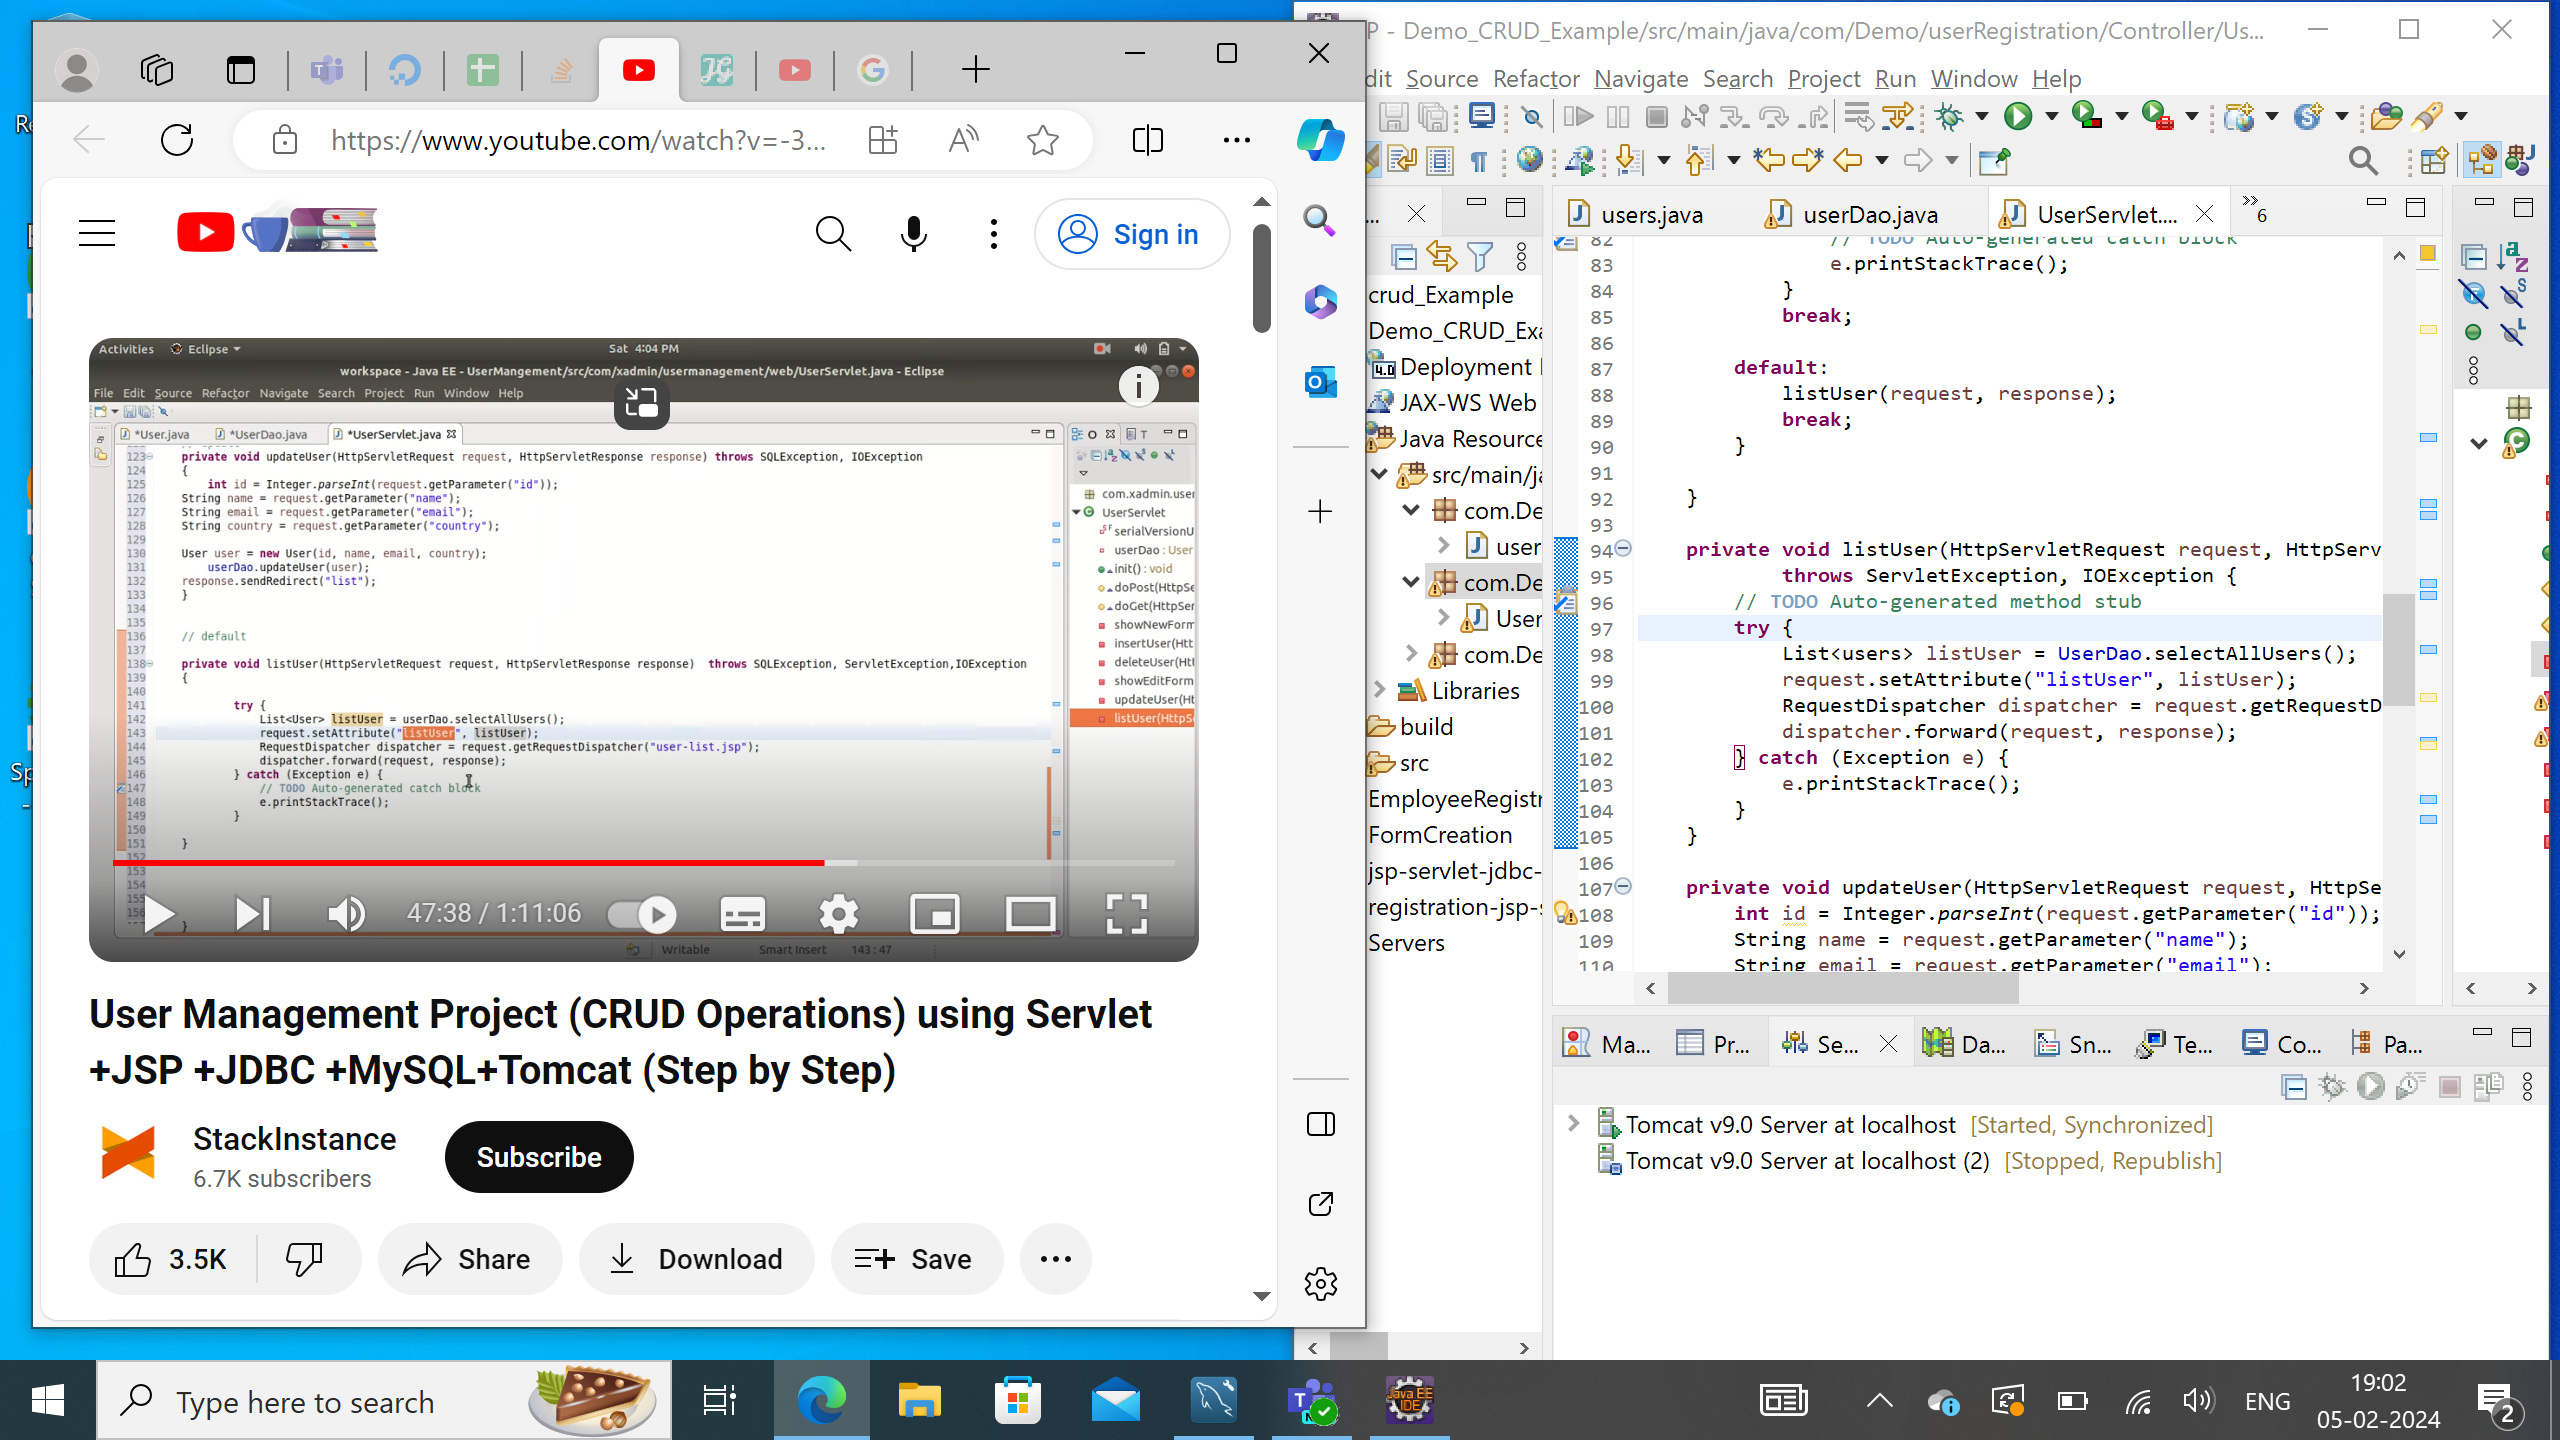 https://www.youtube.com/watch?v=-3...
Sign in
Activities
Eclipse
Sat 4:04 PM
workspace - Java EE - UserMangement/src/com/xadmin/usermanagement/web/UserServlet.java - Eclipse
File Edit Source Refactor Navigate Search Project Run Window Help
*User.java
*UserDao.java
*UserServlet.java
123 private void updateUser(HttpServletRequest request, HttpServletResponse response) throws SQLException, IOException
124 {
125 int id = Integer.parseInt(request.getParameter("id"));
126 String name = request.getParameter("name");
127 String email = request.getParameter("email");
128 String country = request.getParameter("country");
129
130 User user = new User(id, name, email, country);
131 userDao.updateUser(user);
132 response.sendRedirect("list");
133 }
134
135
136 // default
137
138 private void listUser(HttpServletRequest request, HttpServletResponse response) throws SQLException, ServletException,IOException
139 {
140
141 try {
142 List<User> listUser = userDao.selectAllUsers();
143 request.setAttribute("listUser", listUser);
144 RequestDispatcher dispatcher = request.getRequestDispatcher("user-list.jsp");
145 dispatcher.forward(request, response);
146 } catch (Exception e) {
147 // TODO Auto-generated catch block
148 e.printStackTrace();
149 }
150
151 }
152
153
154
com.xadmin.user
UserServlet
serialVersionU
userDao : User
init() : void
doPost(HttpSe
doGet(HttpSer
showNewForm
insertUser(Htt
deleteUser(Htt
showEditForm
updateUser(Ht
listUser(HttpS
47:38 / 1:11:06
Writable
Smart Insert
143 : 47
User Management Project (CRUD Operations) using Servlet
+JSP +JDBC +MySQL+Tomcat (Step by Step)
StackInstance
6.7K subscribers
Subscribe
3.5K
Share
Download
Save
P - Demo_CRUD_Example/src/main/java/com/Demo/userRegistration/Controller/Us...
dit Source Refactor Navigate Search Project Run Window Help
users.java
userDao.java
UserServlet....
6
crud_Example
Demo_CRUD_Exa
Deployment
JAX-WS Web
Java Resource
src/main/ja
com.De
user
com.De
User
com.De
Libraries
build
src
EmployeeRegistr
FormCreation
jsp-servlet-jdbc-
registration-jsp-s
Servers
82 // TODO Auto-generated catch block
83 e.printStackTrace();
84 }
85 break;
86
87 default:
88 listUser(request, response);
89 break;
90 }
91
92 }
93
94 private void listUser(HttpServletRequest request, HttpServ
95 throws ServletException, IOException {
96 // TODO Auto-generated method stub
97 try {
98 List<users> listUser = UserDao.selectAllUsers();
99 request.setAttribute("listUser", listUser);
100 RequestDispatcher dispatcher = request.getRequestD
101 dispatcher.forward(request, response);
102 } catch (Exception e) {
103 e.printStackTrace();
104 }
105 }
106
107 private void updateUser(HttpServletRequest request, HttpSe
108 int id = Integer.parseInt(request.getParameter("id"));
109 String name = request.getParameter("name");
110 String email = request.getParameter("email");
Ma...
Pr...
Se...
Da...
Sn...
Te...
Co...
Pa...
Tomcat v9.0 Server at localhost [Started, Synchronized]
Tomcat v9.0 Server at localhost (2) [Stopped, Republish]
Type here to search
Java EE
IDE
ENG
19:02
05-02-2024
2